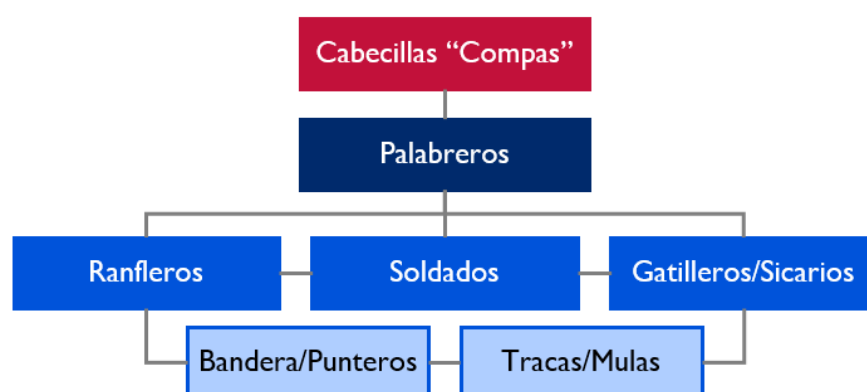 Cabecillas “Compas”
Palabreros
Ranfleros
Soldados
Gatilleros/Sicarios
Bandera/Punteros
Tracas/Mulas